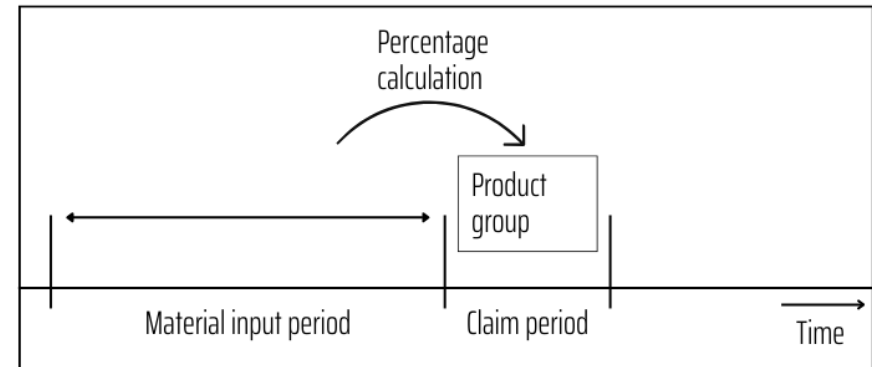 Percentage
calculation
Product
group
Material input period
Claim period
Time